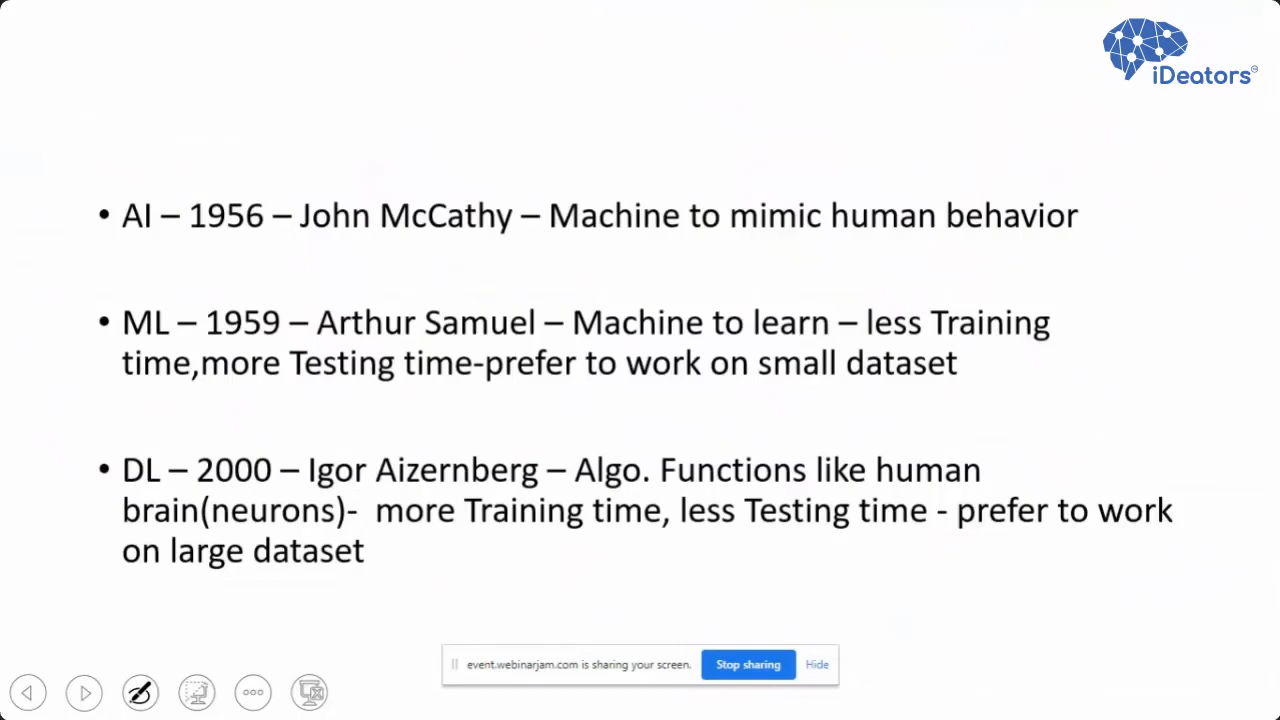 iDeators
• AI – 1956 – John McCathy – Machine to mimic human behavior
• ML – 1959 – Arthur Samuel – Machine to learn – less Training
time,more Testing time-prefer to work on small dataset
• DL – 2000 – Igor Aizernberg – Algo. Functions like human
brain(neurons)-  more Training time, less Testing time - prefer to work
on large dataset
event.webinarjam.com is sharing your screen. Stop sharing Hide